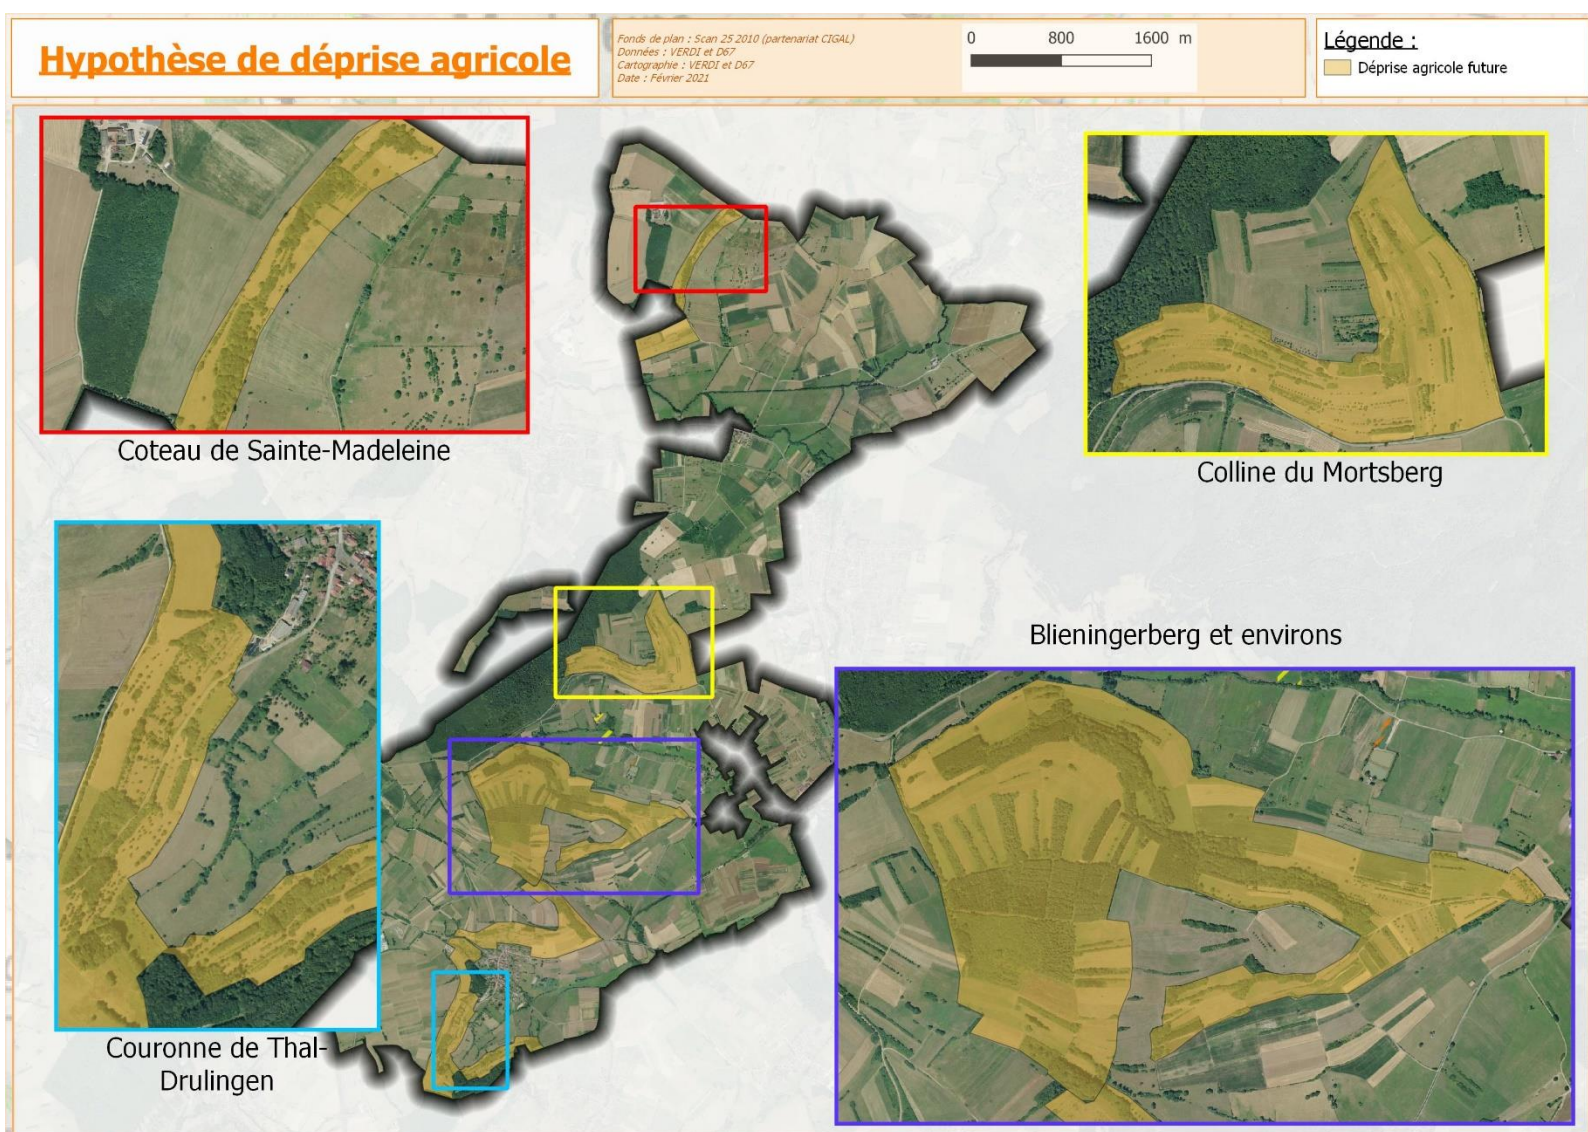 Hypothèse de déprise agricole
Fonds de plan : Scan 25 2010 (partenariat CIGAL)
Données : VERDI et D67
Cartographie : VERDI et D67
Date : Février 2021
0 800 1600 m
Légende :
Déprise agricole future
Coteau de Sainte-Madeleine
Colline du Mortsberg
Blieningerberg et environs
Couronne de Thal-
Drulingen